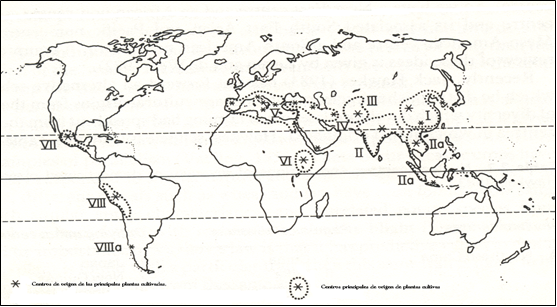 III
I
V
IV
VII
II
IIa
VI
IIa
VIII
VIIIa
Centros de origen de las principales plantas cultivadas.
Centros principales de origen de plantas cultivas